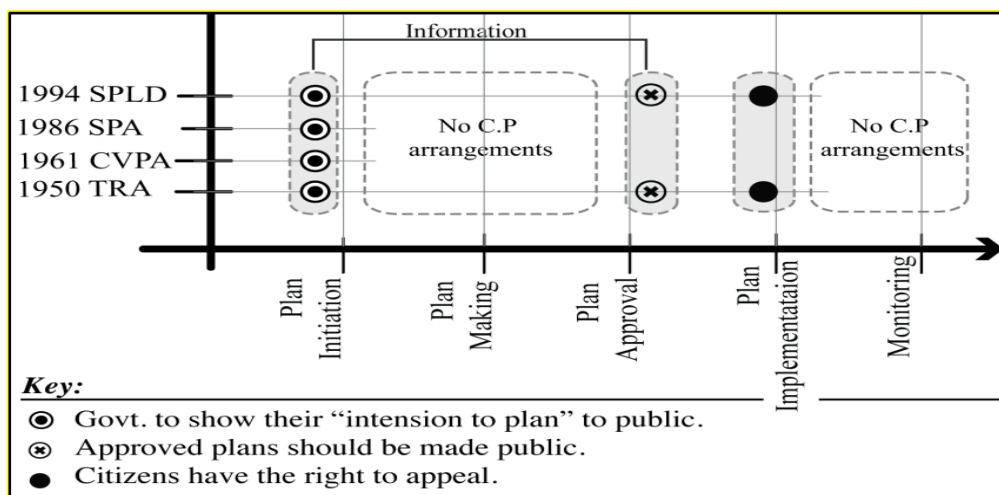 Information
1994 SPLD
1986 SPA
1961 CVPA
1950 TRA
No C.P
arrangements
No C.P
arrangements
Plan
Initiation
Plan
Making
Plan
Approval
Plan
Implementataion
Monitoring
Key:
Govt. to show their “intension to plan” to public.
Approved plans should be made public.
Citizens have the right to appeal.